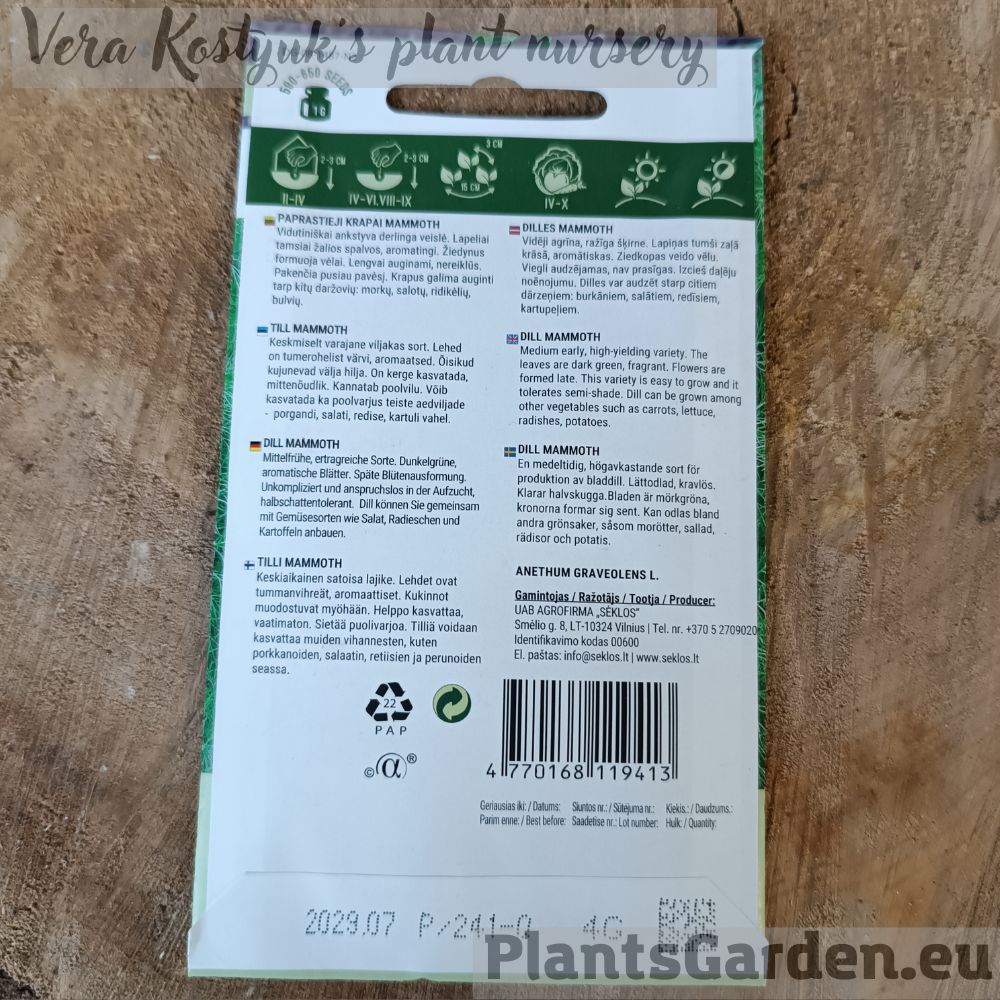 Vera Kostyuk's plant nursery
500-650 SEEDS
1 G
2-3 CM
II-IV
2-3 CM
IV-VI,VIII-IX
3 CM
15 CM
IV-X
PAPRASTIEJI KRAPAI MAMMOTH
Vidutiniškai ankstyva derlinga veislė. Lapeliai
tamsiai žalios spalvos, aromatingi. Žiedynus
formuoja vėlai. Lengvai auginami, nereiklūs.
Pakenčia pusiau pavėsį. Krapus galima auginti
tarp kitų daržovių: morkų, salotų, ridikėlių,
bulvių.
TILL MAMMOTH
Keskmiselt varajane viljakas sort. Lehed
on tumerohelist värvi, aromaatsed. Õisikud
kujunevad välja hilja. On kerge kasvatada,
mittenõudlik. Kannatab poolvilu. Võib
kasvatada ka poolvarjus teiste aedviljade
- porgandi, salati, redise, kartuli vahel.
DILL MAMMOTH
Mittelfrühe, ertragreiche Sorte. Dunkelgrüne,
aromatische Blätter. Späte Blütenausformung.
Unkompliziert und anspruchslos in der Aufzucht,
halbschattentolerant. Dill können Sie gemeinsam
mit Gemüsesorten wie Salat, Radieschen und
Kartoffeln anbauen.
TILLI MAMMOTH
Keskiaikainen satoisa lajike. Lehdet ovat
tummanvihreät, aromaattiset. Kukinnot
muodostuvat myöhään. Helppo kasvattaa,
vaatimaton. Sietää puolivarjoa. Tilliä voidaan
kasvattaa muiden vihannesten, kuten
porkkanoiden, salaatin, retiisien ja perunoiden
seassa.
DILLES MAMMOTH
Vidēji agrīna, ražīga šķirne. Lapiņas tumši zaļā
krāsā, aromātiskas. Ziedkopas veido vēlu.
Viegli audzējamas, nav prasīgas. Izcieš daļēju
noēnojumu. Dilles var audzēt starp citiem
dārzeņiem: burkāniem, salātiem, redīsiem,
kartupeļiem.
DILL MAMMOTH
Medium early, high-yielding variety. The
leaves are dark green, fragrant. Flowers are
formed late. This variety is easy to grow and it
tolerates semi-shade. Dill can be grown among
other vegetables such as carrots, lettuce,
radishes, potatoes.
DILL MAMMOTH
En medeltidig, högavkastande sort för
produktion av bladdill. Lättodlad, kravlös.
Klarar halvskugga.Bladen är mörkgröna,
kronorna formar sig sent. Kan odlas bland
andra grönsaker, såsom morötter, sallad,
rädisor och potatis.
ANETHUM GRAVEOLENS L.
Gamintojas / Ražotājs / Tootja / Producer:
UAB AGROFIRMA „SĖKLOS"
Smėlio g. 8, LT-10324 Vilnius | Tel. nr. +370 5 2709020
Identifikavimo kodas 00600
El. paštas: info@seklos.lt | www.seklos.lt
22
PAP
© α ®
4 770168 119413
Geriausias iki: / Datums: Siuntos nr.: / Sūtējuma nr.: Kiekis.: / Daudzums.:
Parim enne: / Best before: Saadetise nr.: Lot number: Hulk: / Quantity:
2029.07 P/241-Q 4G
PlantsGarden.eu